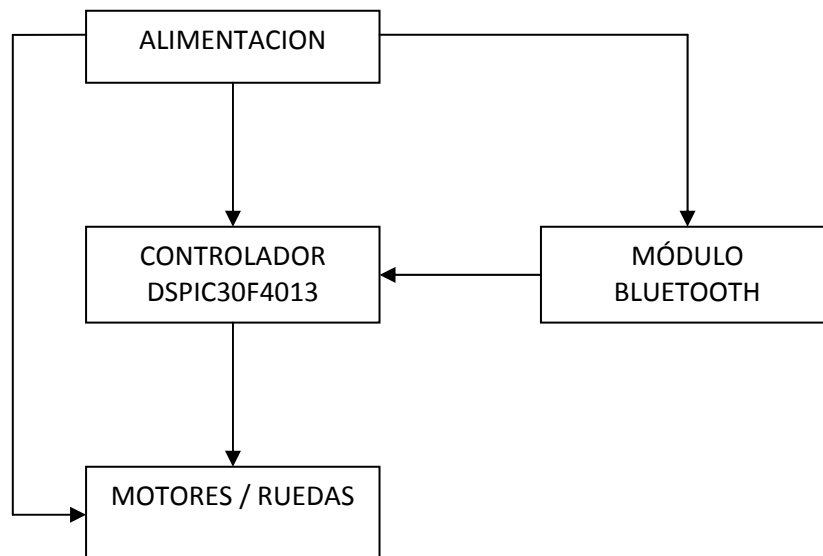 ALIMENTACION
CONTROLADOR
DSPIC30F4013
MÓDULO
BLUETOOTH
MOTORES / RUEDAS